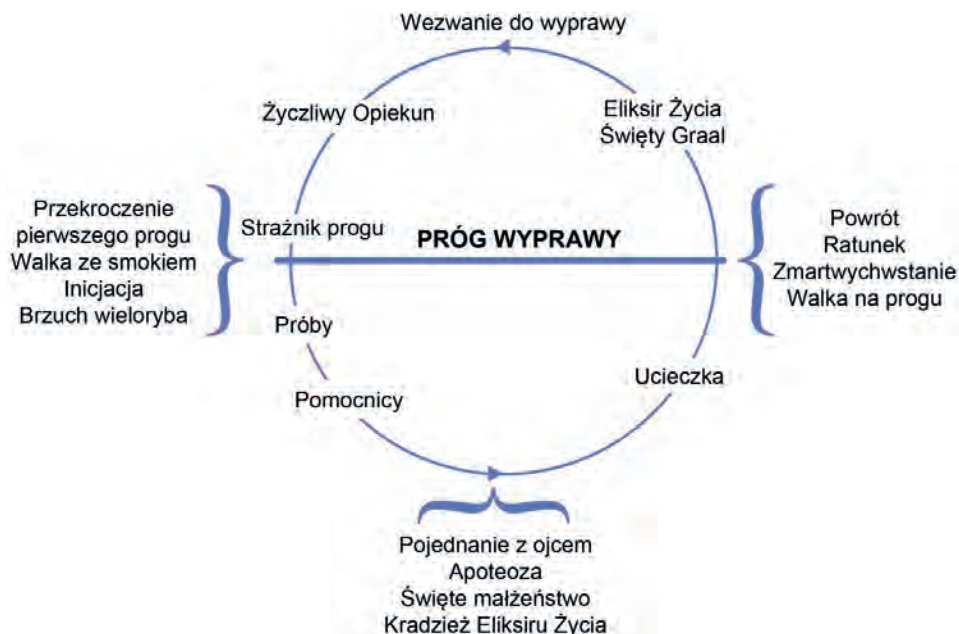 Wezwanie do wyprawy
Życzliwy Opiekun
Eliksir Życia
Święty Graal
Przekroczenie
pierwszego progu
Walka ze smokiem
Inicjacja
Brzuch wieloryba
Strażnik progu
PRÓG WYPRAWY
Powrót
Ratunek
Zmartwychwstanie
Walka na progu
Próby
Pomocnicy
Ucieczka
Pojednanie z ojcem
Apoteoza
Święte małżeństwo
Kradzież Eliksiru Życia